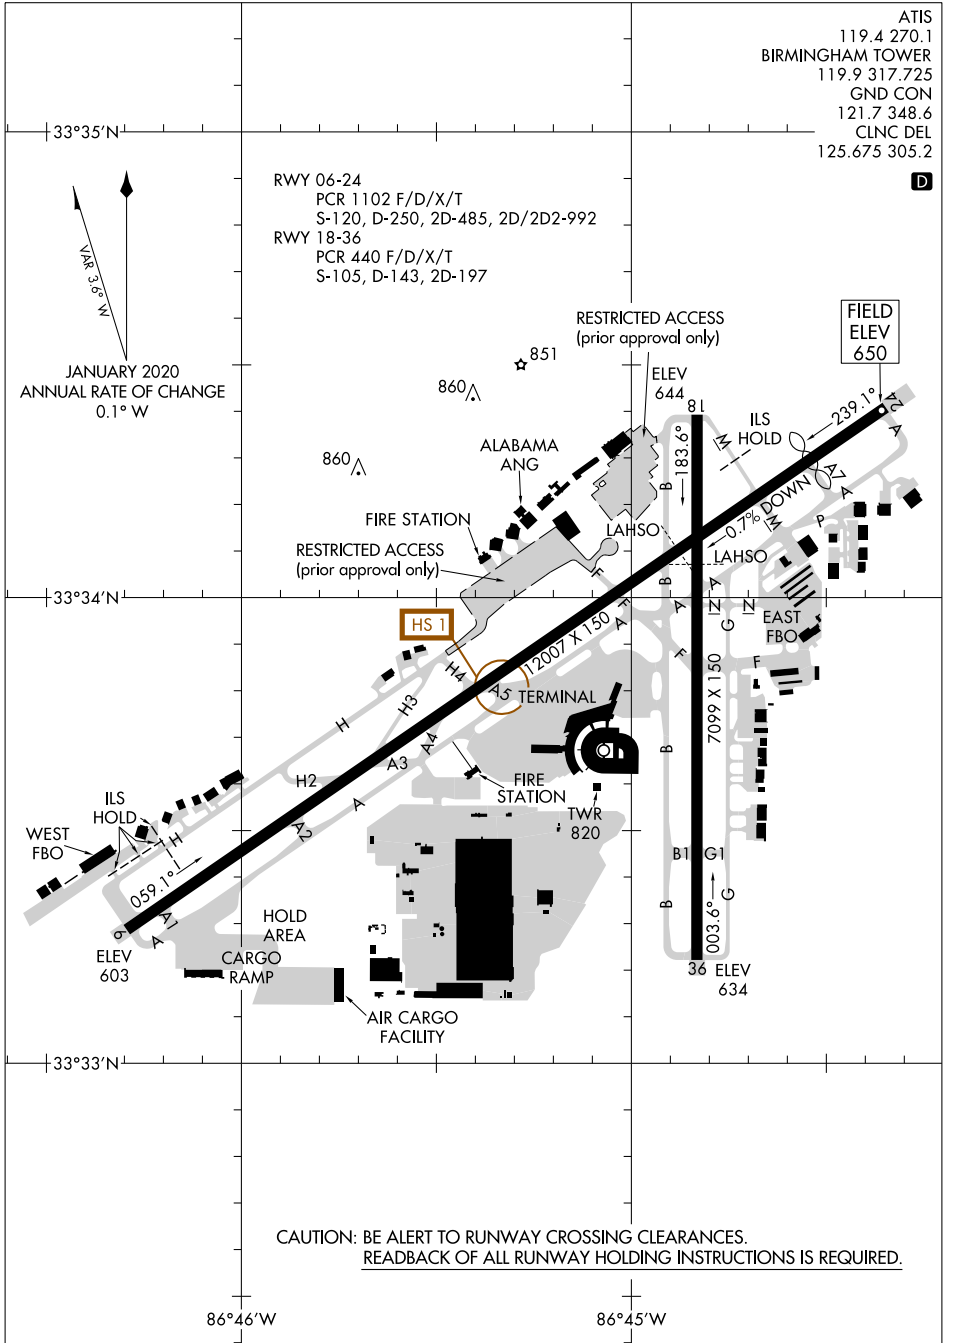 ATIS
119.4 270.1
BIRMINGHAM TOWER
119.9 317.725
GND CON
121.7 348.6
CLNC DEL
125.675 305.2
D
33°35'N
RWY 06-24
PCR 1102 F/D/X/T
S-120, D-250, 2D-485, 2D/2D2-992
RWY 18-36
PCR 440 F/D/X/T
S-105, D-143, 2D-197
VAR 3.6° W
JANUARY 2020
ANNUAL RATE OF CHANGE
0.1° W
RESTRICTED ACCESS
(prior approval only)
FIELD
ELEV
650
851
860
860
ELEV
644
18
ILS
HOLD
239.1°
24
A
M
183.6°
B
ALABAMA
ANG
A7
A
0.7% DOWN
M
P
FIRE STATION
LAHSO
LAHSO
RESTRICTED ACCESS
(prior approval only)
33°34'N
F
B
A
F
A
A
N
N
G
EAST
FBO
HS 1
12007 X 150
F
F
H4
A5
TERMINAL
7099 X 150
H3
H
A4
B
A3
H2
FIRE
STATION
A
ILS
HOLD
TWR
820
A2
WEST
FBO
H
B1
G1
059.1°
B
G
003.6°
A1
HOLD
AREA
6
A
ELEV
603
CARGO
RAMP
36
ELEV
634
AIR CARGO
FACILITY
33°33'N
CAUTION: BE ALERT TO RUNWAY CROSSING CLEARANCES.
READBACK OF ALL RUNWAY HOLDING INSTRUCTIONS IS REQUIRED.
86°46'W
86°45'W